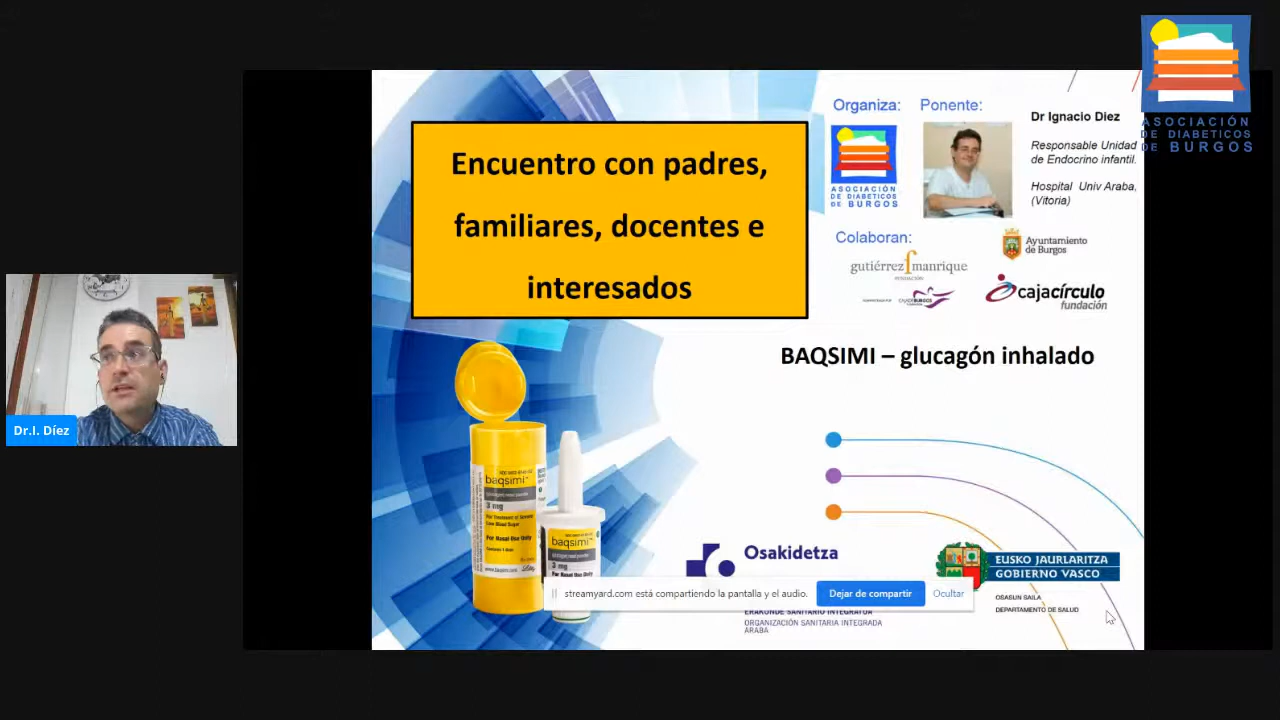 ASOCIACIÓN
DE DIABETICOS
DE BURGOS
Organiza:
Ponente:
Dr Ignacio Díez
Responsable Unidad
de Endocrino infantil.
Hospital Univ Araba,
(Vitoria)
ASOCIACIÓN
DE DIABETICOS
DE BURGOS
Encuentro con padres,
familiares, docentes e
interesados
Colaboran:
gutiérrez manrique
Ayuntamiento
de Burgos
cajacírculo
fundación
BAQSIMI – glucagón inhalado
Dr.I. Díez
baqsimi™
3 mg
For Treatment of Severe
Low Blood Sugar
For Nasal Use Only
Lilly
baqsimi™
3 mg
For Nasal Use Only
Osakidetza
EUSKO JAURLARITZA
GOBIERNO VASCO
OSASUN SAILA
DEPARTAMENTO DE SALUD
streamyard.com está compartiendo la pantalla y el audio.
Dejar de compartir
Ocultar
ERAKUNDE SANITARIO INTEGRATUA
ORGANIZACIÓN SANITARIA INTEGRADA
ARABA